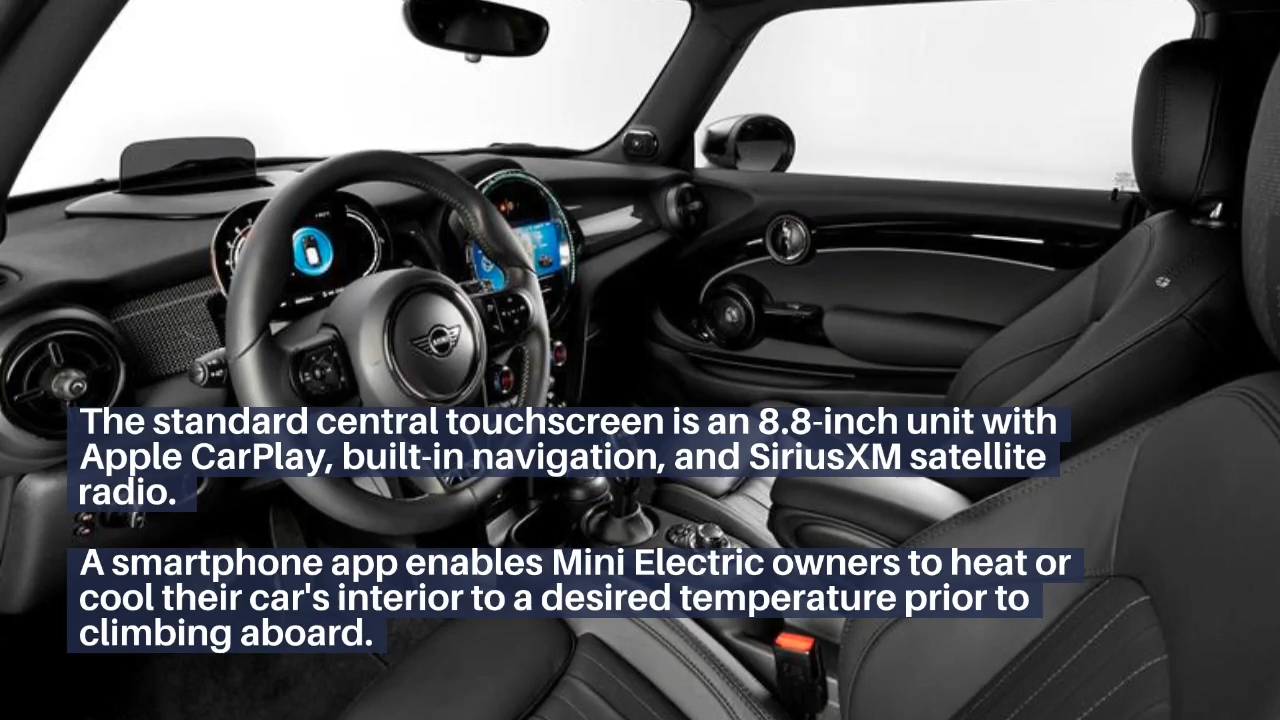 MINI
The standard central touchscreen is an 8.8-inch unit with
Apple CarPlay, built-in navigation, and SiriusXM satellite
radio.
A smartphone app enables Mini Electric owners to heat or
cool their car's interior to a desired temperature prior to
climbing aboard.